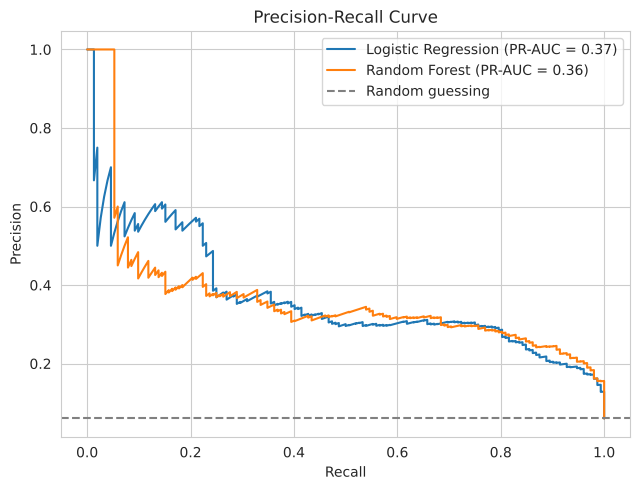 Precision-Recall Curve
Logistic Regression (PR-AUC = 0.37)
Random Forest (PR-AUC = 0.36)
Random guessing
Precision
1.0
0.8
0.6
0.4
0.2
0.0 0.2 0.4 0.6 0.8 1.0
Recall